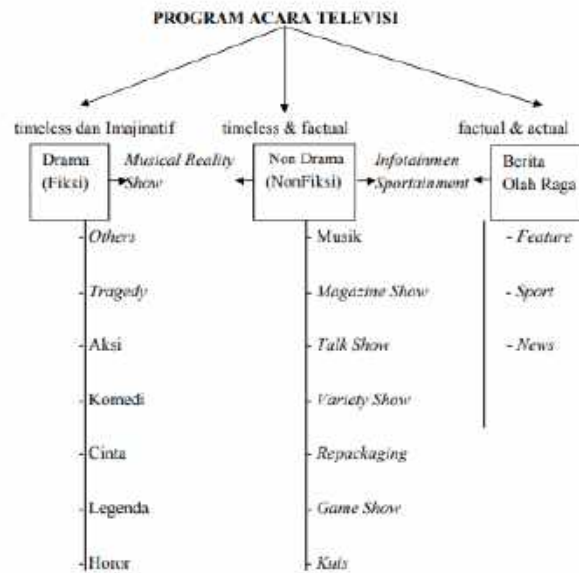 PROGRAM ACARA TELEVISI
timeless dan Imajinatif
timeless & factual
factual & actual
Drama
(Fiksi)
Musical Reality
Show
Non Drama
(NonFiksi)
Infotainmen
Sportainment
Berita
Olah Raga
- Others
- Tragedy
- Aksi
- Komedi
- Cinta
- Legenda
- Horor
- Musik
- Magazine Show
- Talk Show
- Variety Show
- Repackaging
- Game Show
- Kuis
- Feature
- Sport
- News